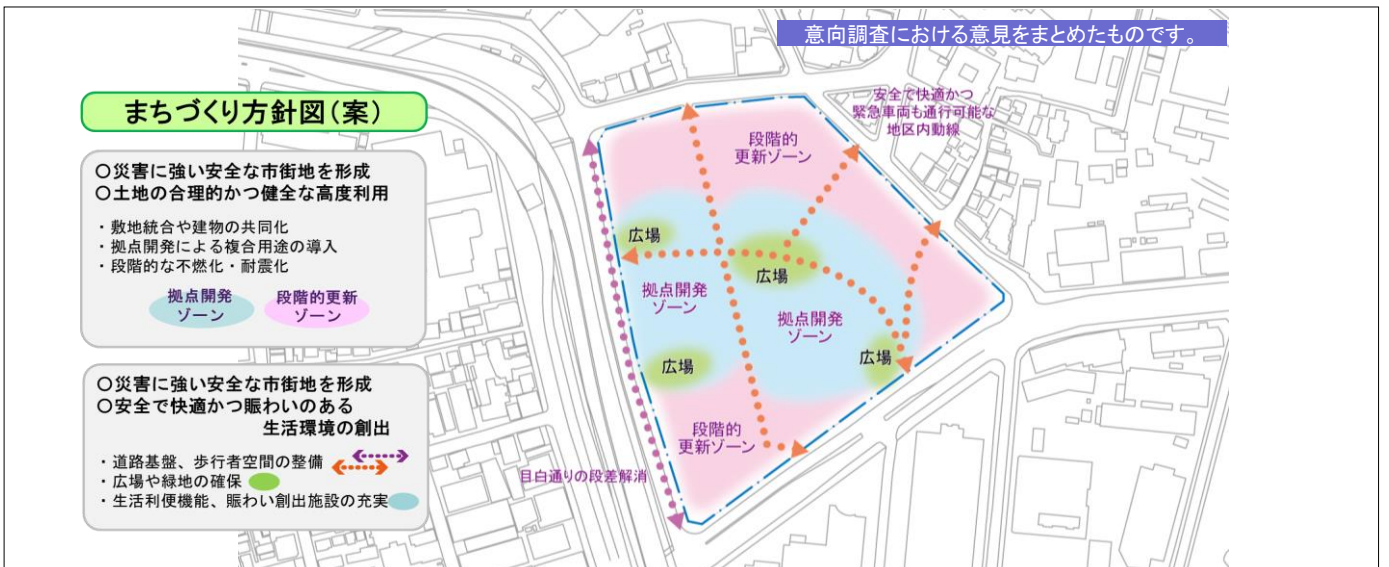 意向調査における意見をまとめたものです。
まちづくり方針図(案)
○災害に強い安全な市街地を形成
○土地の合理的かつ健全な高度利用
・敷地統合や建物の共同化
・拠点開発による複合用途の導入
・段階的な不燃化・耐震化
拠点開発
ゾーン
段階的更新
ゾーン
○災害に強い安全な市街地を形成
○安全で快適かつ賑わいのある
生活環境の創出
・道路基盤、歩行者空間の整備
・広場や緑地の確保
・生活利便機能、賑わい創出施設の充実
安全で快適かつ
緊急車両も通行可能な
地区内動線
段階的
更新ゾーン
広場
広場
拠点開発
ゾーン
拠点開発
ゾーン
広場
広場
段階的
更新ゾーン
目白通りの段差解消